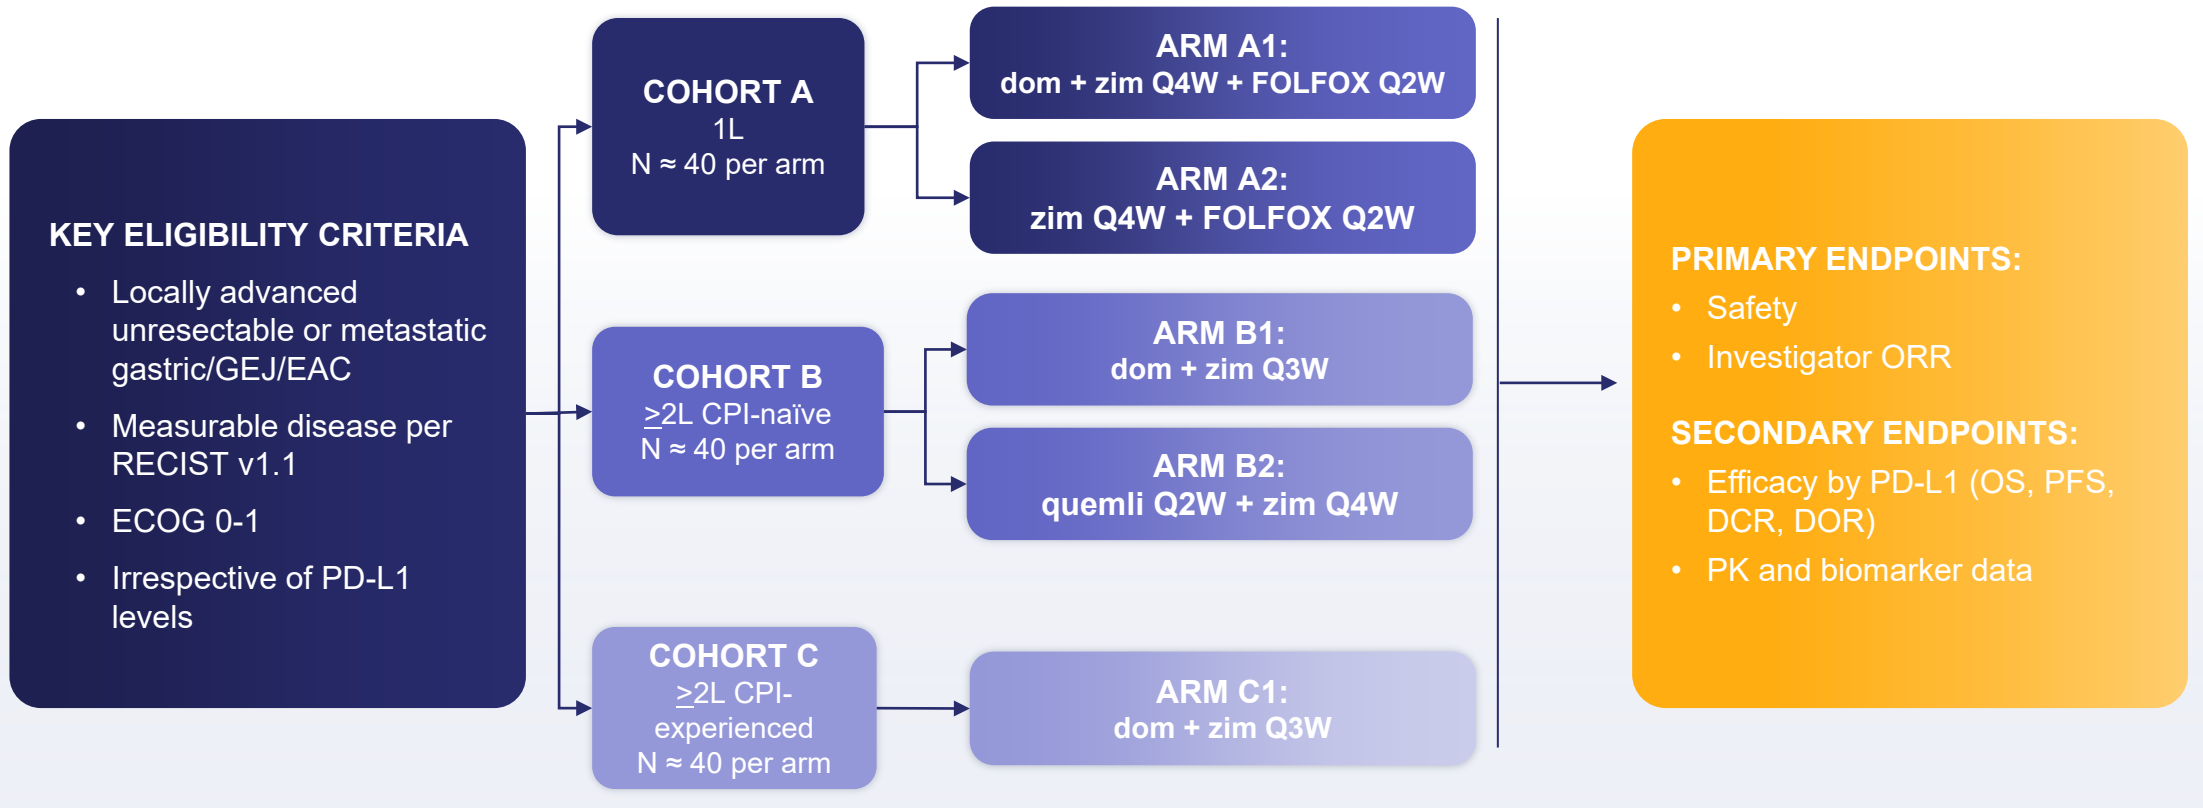 KEY ELIGIBILITY CRITERIA
• Locally advanced
unresectable or metastatic
gastric/GEJ/EAC
• Measurable disease per
RECIST v1.1
• ECOG 0-1
• Irrespective of PD-L1
levels
COHORT A
1L
N ≈ 40 per arm
ARM A1:
dom + zim Q4W + FOLFOX Q2W
ARM A2:
zim Q4W + FOLFOX Q2W
COHORT B
≥2L CPI-naïve
N ≈ 40 per arm
ARM B1:
dom + zim Q3W
ARM B2:
quemli Q2W + zim Q4W
COHORT C
≥2L CPI-
experienced
N ≈ 40 per arm
ARM C1:
dom + zim Q3W
PRIMARY ENDPOINTS:
• Safety
• Investigator ORR
SECONDARY ENDPOINTS:
• Efficacy by PD-L1 (OS, PFS,
DCR, DOR)
• PK and biomarker data